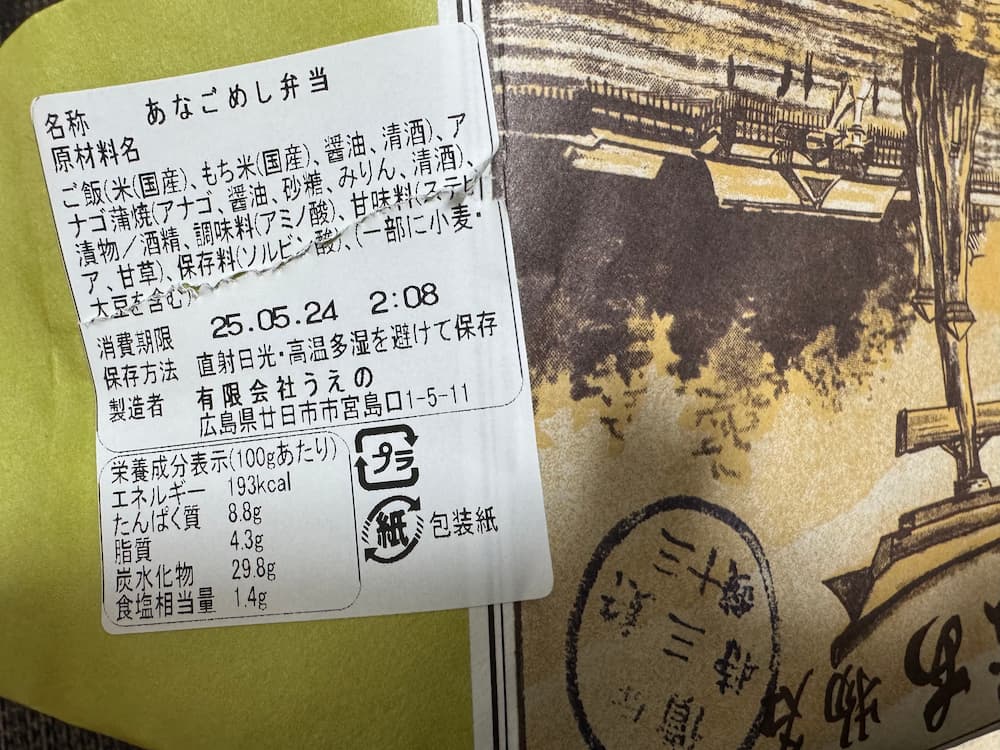 名称 あなごめし弁当
原材料名
ご飯(米(国産)、もち米(国産)、醤油、清酒)、ア
ナゴ蒲焼(アナゴ、醤油、砂糖、みりん、清酒)、
漬物／酒精、調味料(アミノ酸)、甘味料(ステビ
ア、甘草)、保存料(ソルビン酸)、(一部に小麦・
大豆を含む)
消費期限 25.05.24 2:08
保存方法 直射日光・高温多湿を避けて保存
製造者 有限会社うえの
広島県廿日市市宮島口1-5-11
栄養成分表示(100gあたり)
エネルギー 193kcal
たんぱく質 8.8g
脂質 4.3g
炭水化物 29.8g
食塩相当量 1.4g
プラ
紙 包装紙